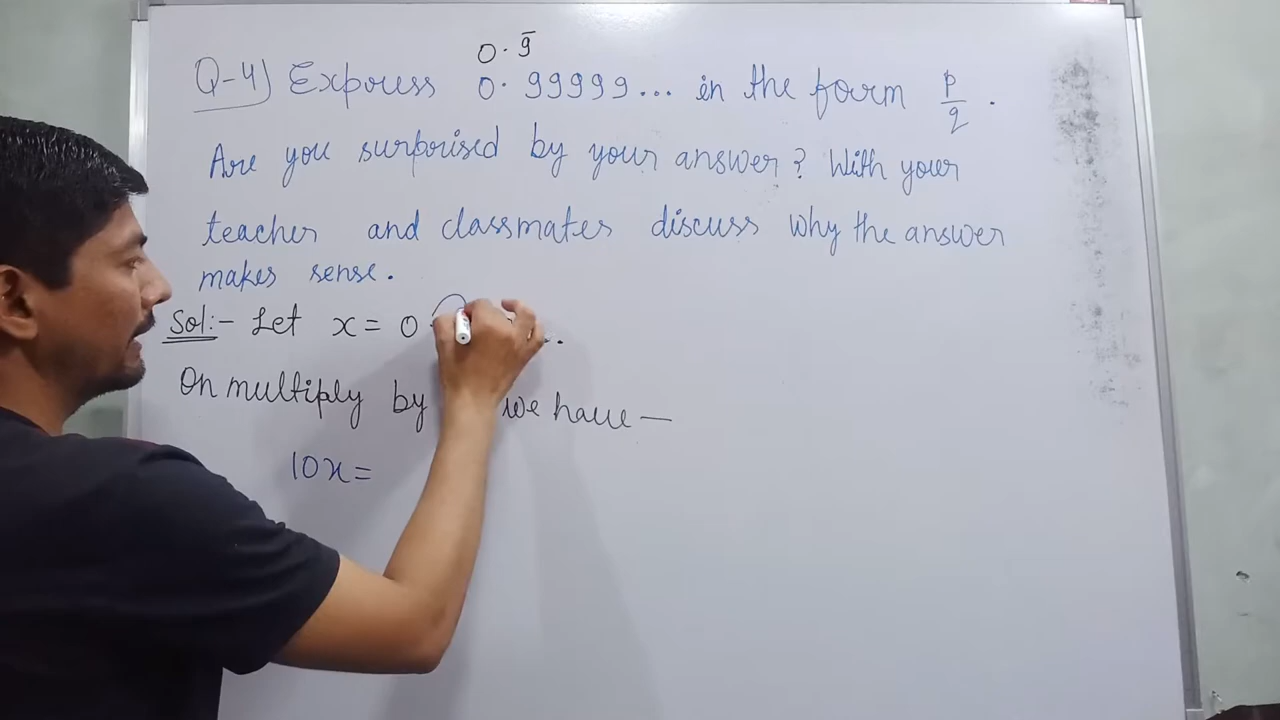 0.9̅
Q-4) Express 0.99999... in the form p/q.
Are you surprised by your answer? With your
teacher and classmates discuss why the answer
makes sense.
Sol:- Let x = 0
On multiply by we have —
10x =